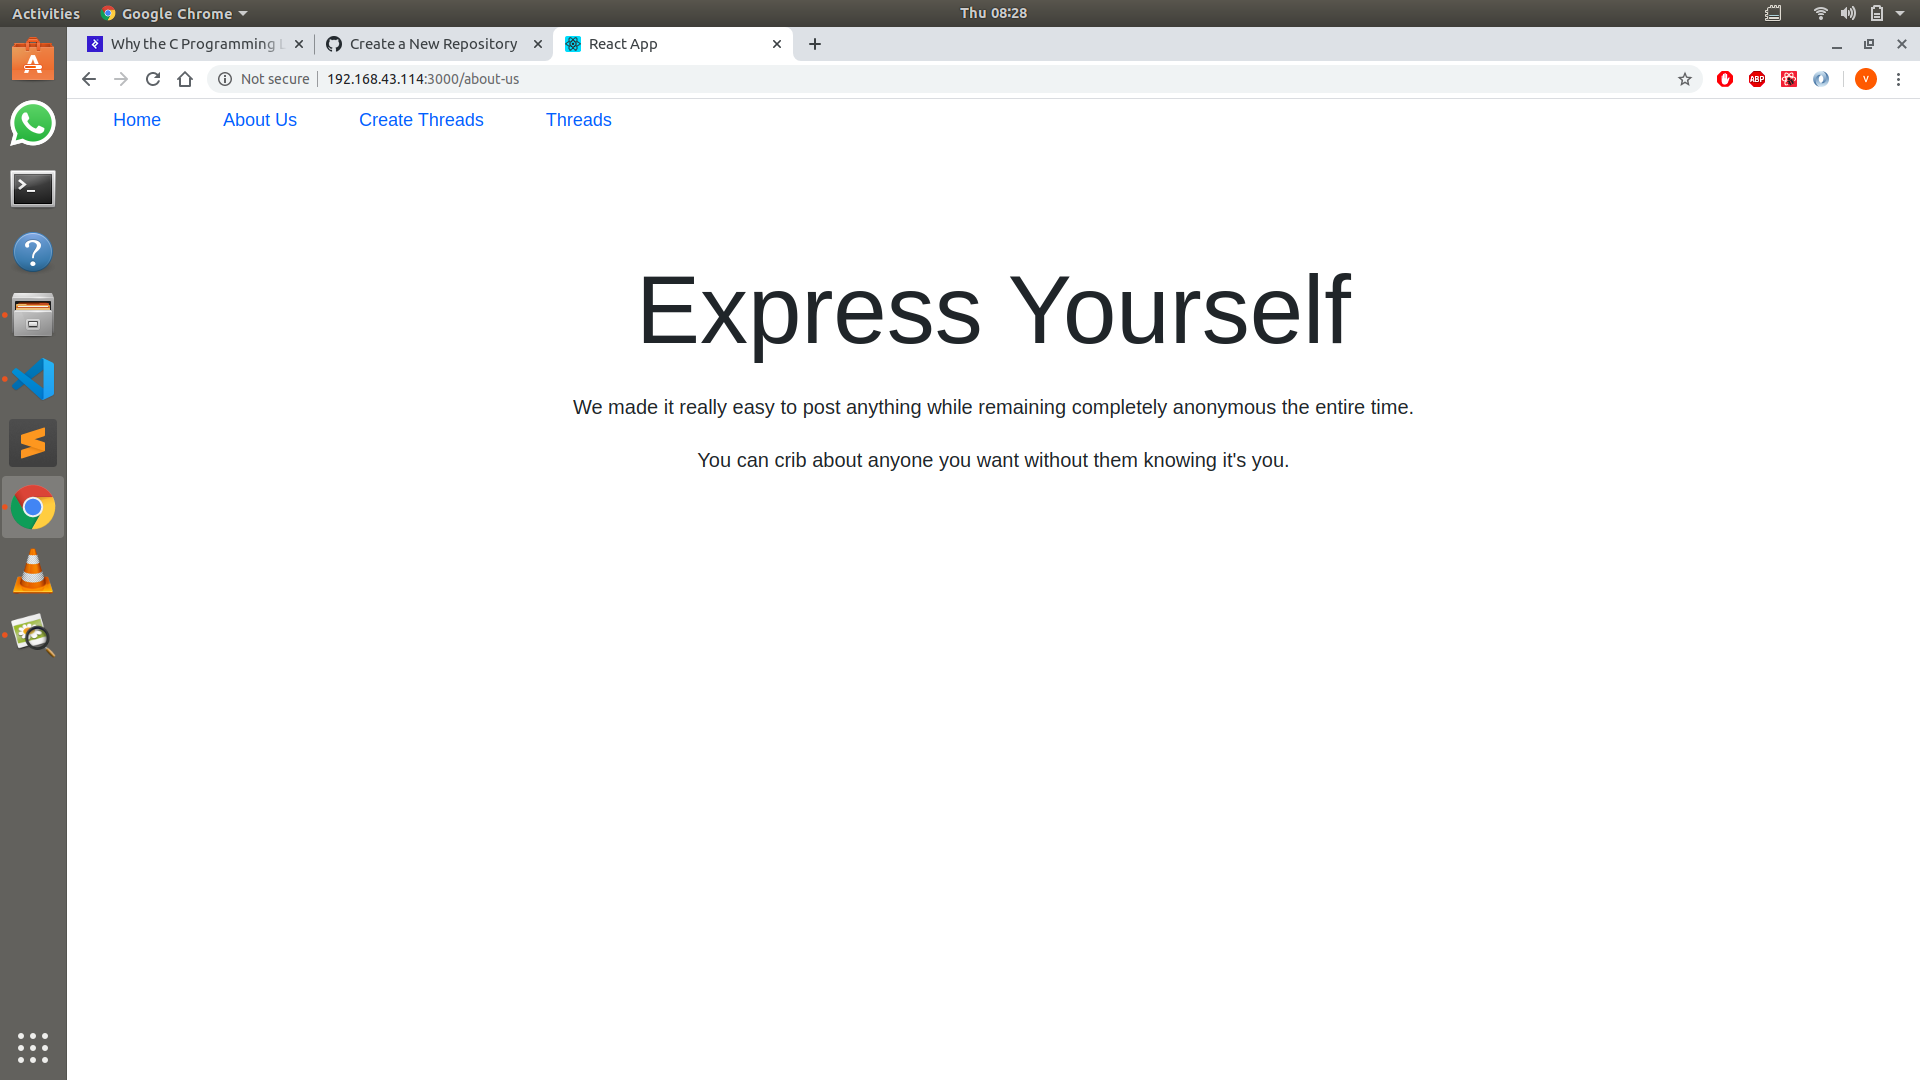 Activities Google Chrome Thu 08:28
Why the C Programming L Create a New Repository React App
Not secure 192.168.43.114:3000/about-us ABP V
Home About Us Create Threads Threads
Express Yourself
We made it really easy to post anything while remaining completely anonymous the entire time.
You can crib about anyone you want without them knowing it's you.